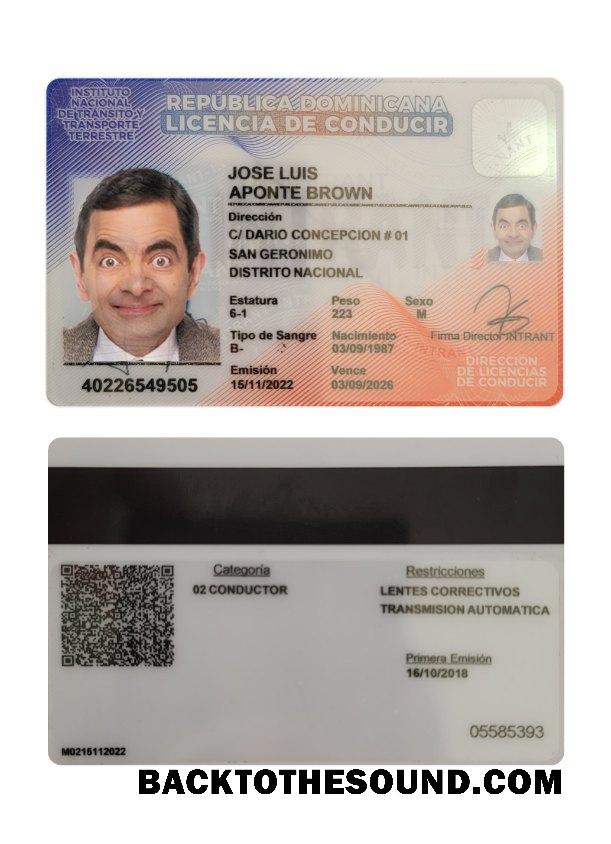 INSTITUTO
NACIONAL
DE TRÁNSITO Y
TRANSPORTE
TERRESTRE
REPÚBLICA DOMINICANA
LICENCIA DE CONDUCIR
JOSE LUIS
APONTE BROWN
Dirección
C/ DARIO CONCEPCION # 01
SAN GERONIMO
DISTRITO NACIONAL
Estatura Peso Sexo
6-1 223 M
Tipo de Sangre Nacimiento Firma Director INTRANT
B- 03/09/1987
Emisión Vence
15/11/2022 03/09/2026
40226549505
DIRECCIÓN
DE LICENCIAS
DE CONDUCIR
Categoría Restricciones
02 CONDUCTOR LENTES CORRECTIVOS
TRANSMISION AUTOMATICA
Primera Emisión
16/10/2018
05585393
M0215112022
BACKTOTHESOUND.COM